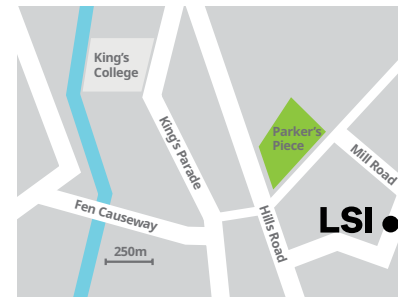 King's
College
King's Parade
Parker's
Piece
Mill Road
Fen Causeway
Hills Road
LSI
250m